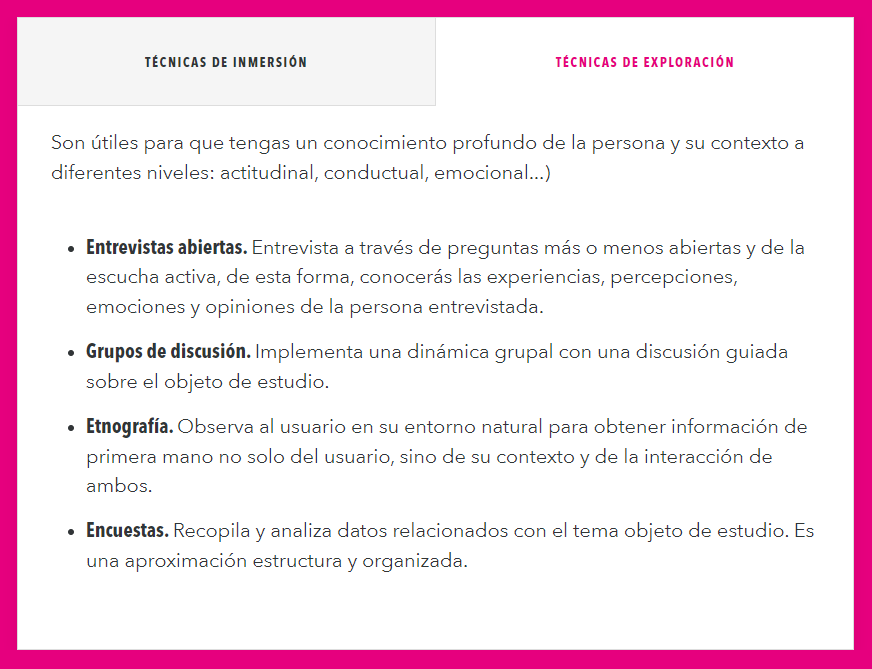 TÉCNICAS DE INMERSIÓN
TÉCNICAS DE EXPLORACIÓN
Son útiles para que tengas un conocimiento profundo de la persona y su contexto a
diferentes niveles: actitudinal, conductual, emocional...)
• Entrevistas abiertas. Entrevista a través de preguntas más o menos abiertas y de la
escucha activa, de esta forma, conocerás las experiencias, percepciones,
emociones y opiniones de la persona entrevistada.
• Grupos de discusión. Implementa una dinámica grupal con una discusión guiada
sobre el objeto de estudio.
• Etnografía. Observa al usuario en su entorno natural para obtener información de
primera mano no solo del usuario, sino de su contexto y de la interacción de
ambos.
• Encuestas. Recopila y analiza datos relacionados con el tema objeto de estudio. Es
una aproximación estructura y organizada.